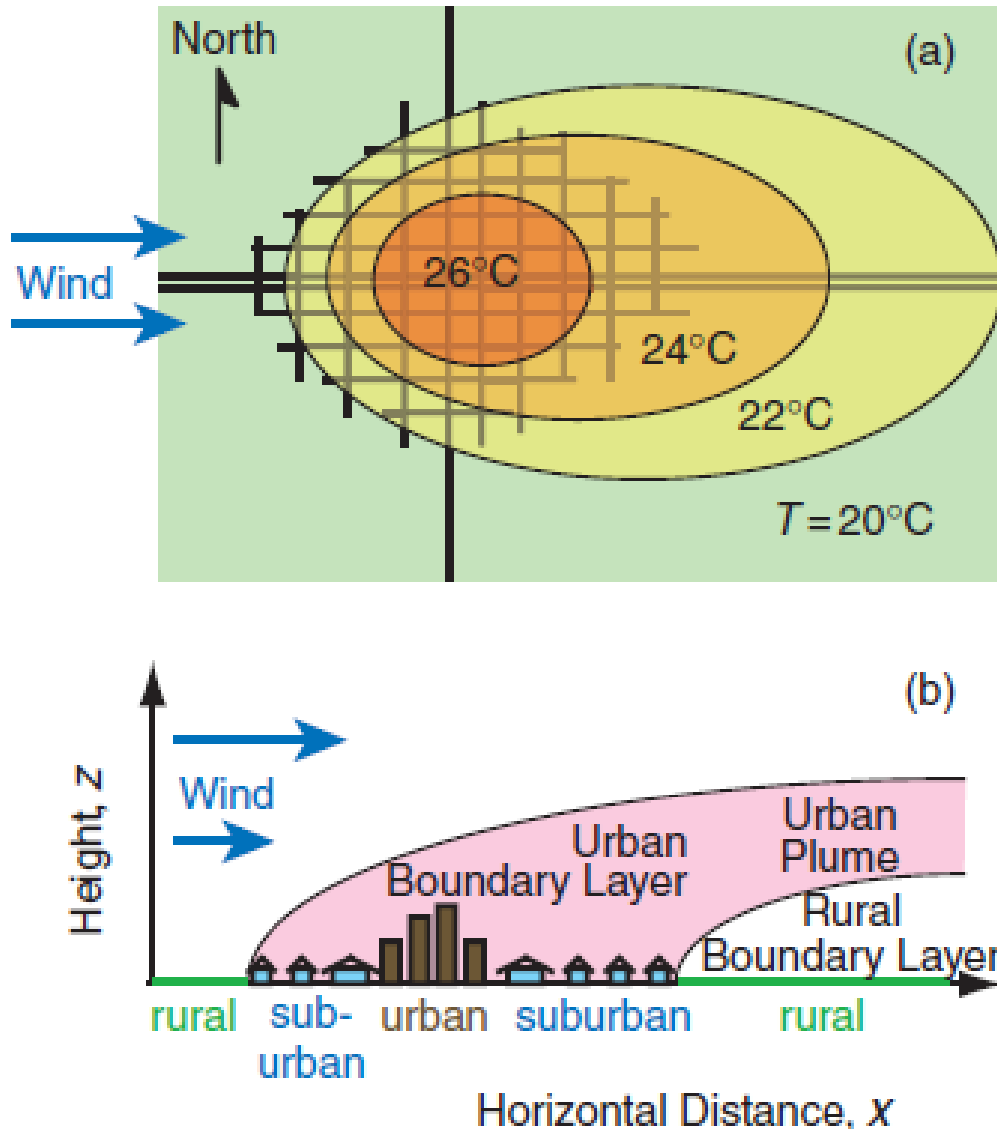 North
(a)
Wind
26°C
24°C
22°C
T = 20°C
(b)
Height, z
Wind
Urban
Boundary Layer
Urban
Plume
Rural
Boundary Layer
rural
sub-
urban
urban
suburban
rural
Horizontal Distance, x